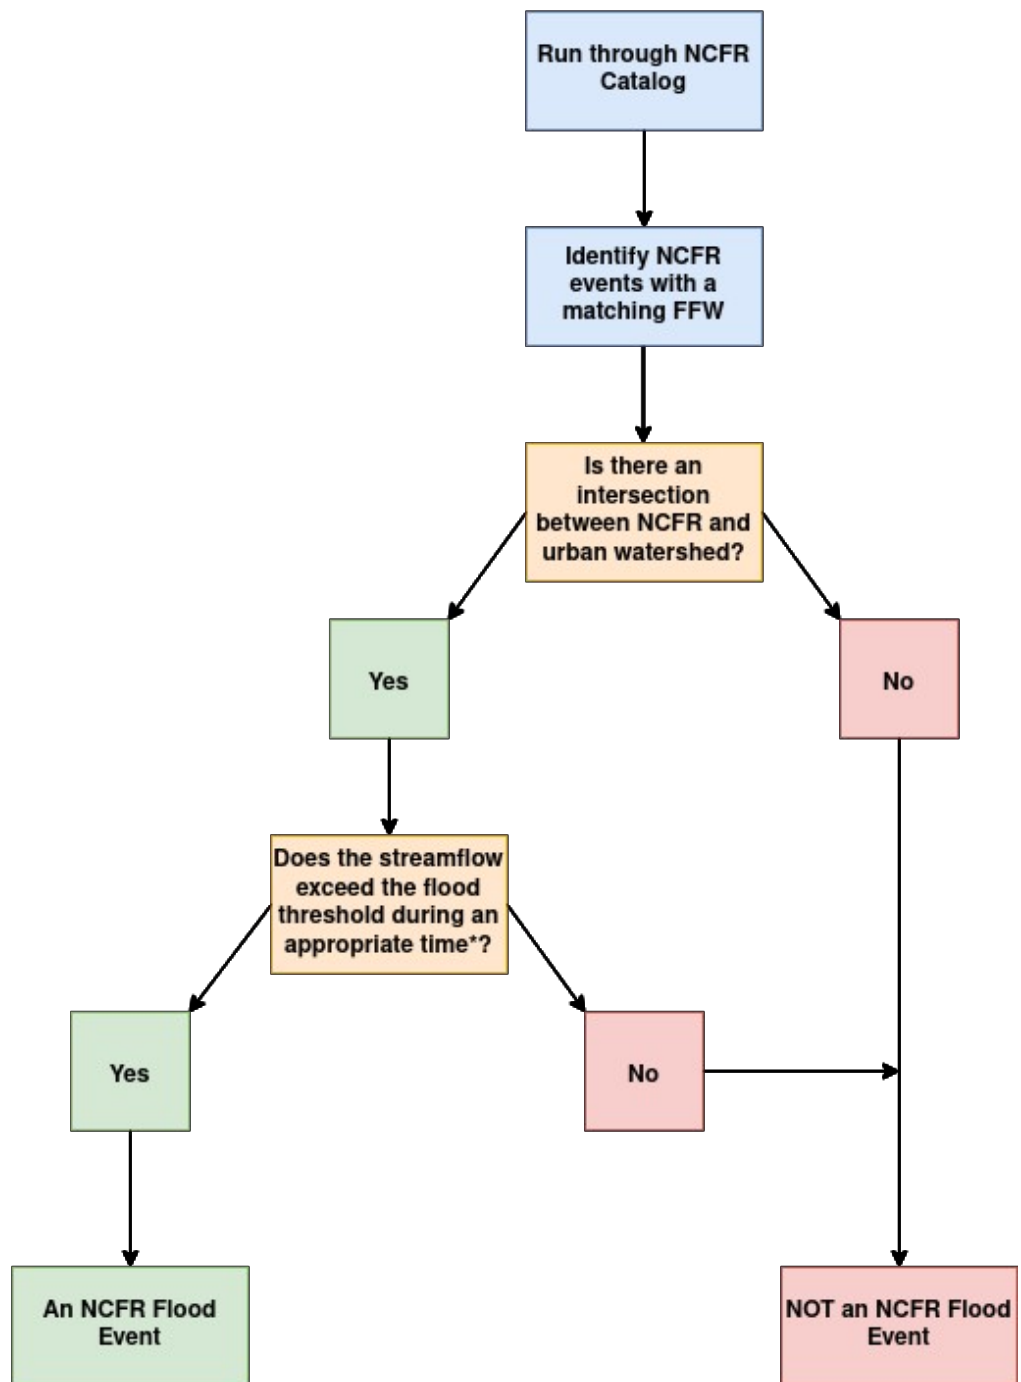 Run through NCFR
Catalog
Identify NCFR
events with a
matching FFW
Is there an
intersection
between NCFR and
urban watershed?
Yes
No
Does the streamflow
exceed the flood
threshold during an
appropriate time*?
Yes
No
An NCFR Flood
Event
NOT an NCFR Flood
Event